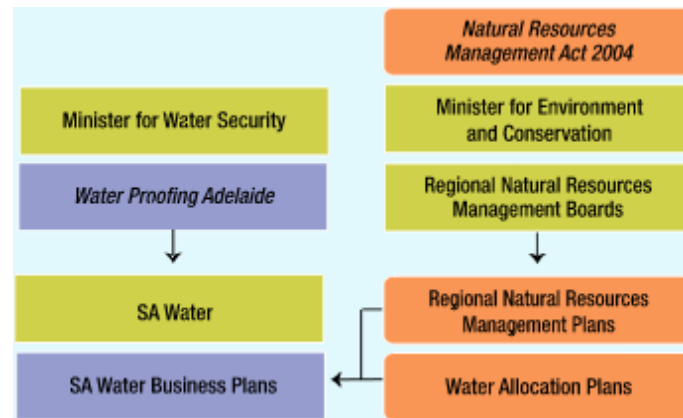 Natural Resources
Management Act 2004
Minister for Water Security
Minister for Environment
and Conservation
Water Proofing Adelaide
Regional Natural Resources
Management Boards
SA Water
Regional Natural Resources
Management Plans
SA Water Business Plans
Water Allocation Plans